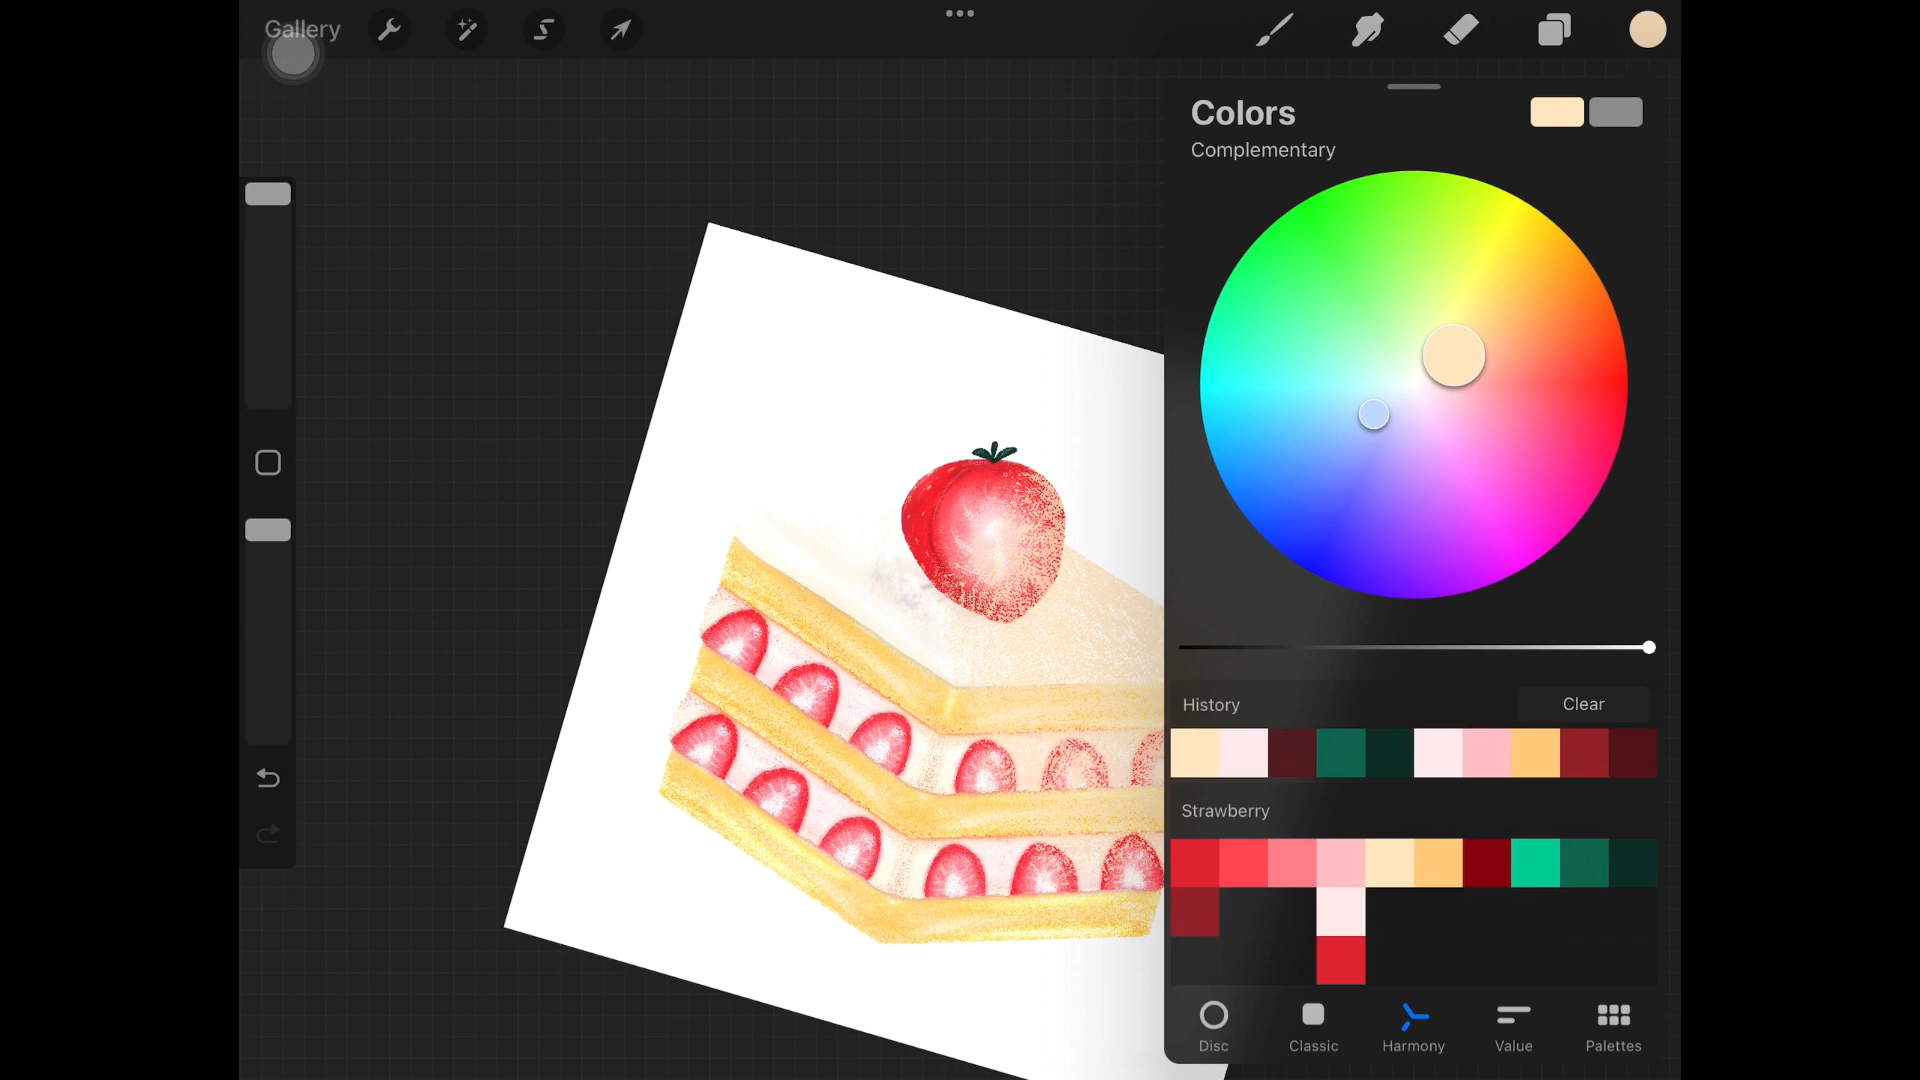 Gallery
Colors
Complementary
History
Clear
Strawberry
Disc
Classic
Harmony
Value
Palettes